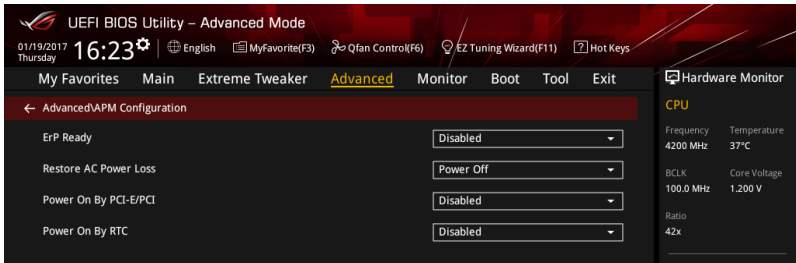 UEFI BIOS Utility – Advanced Mode
01/19/2017 Thursday 16:23 English MyFavorite(F3) Qfan Control(F6) EZ Tuning Wizard(F11) ? Hot Keys
My Favorites Main Extreme Tweaker Advanced Monitor Boot Tool Exit
← Advanced\APM Configuration
ErP Ready Disabled
Restore AC Power Loss Power Off
Power On By PCI-E/PCI Disabled
Power On By RTC Disabled
Hardware Monitor
CPU
Frequency Temperature
4200 MHz 37°C
BCLK Core Voltage
100.0 MHz 1.200 V
Ratio
42x